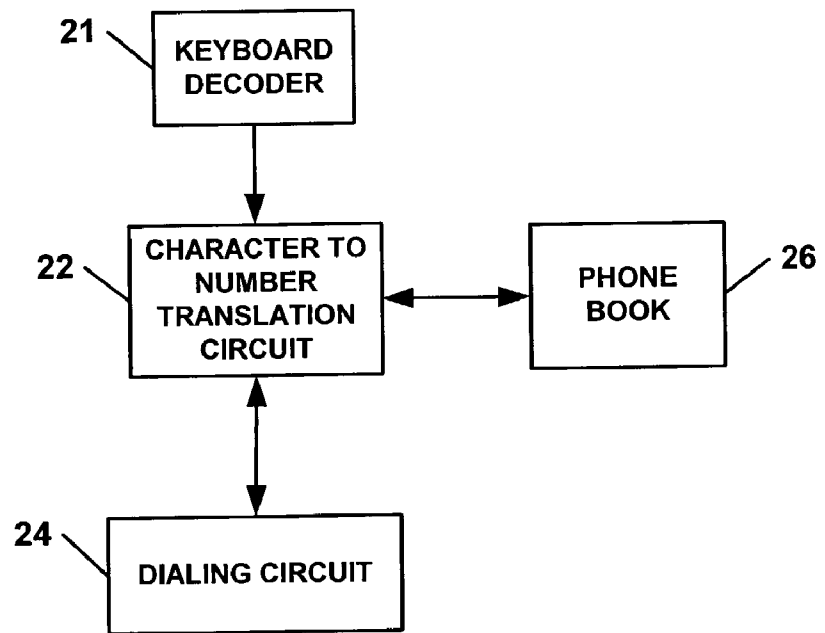 21
KEYBOARD
DECODER
22
CHARACTER TO
NUMBER
TRANSLATION
CIRCUIT
PHONE
BOOK
26
24
DIALING CIRCUIT